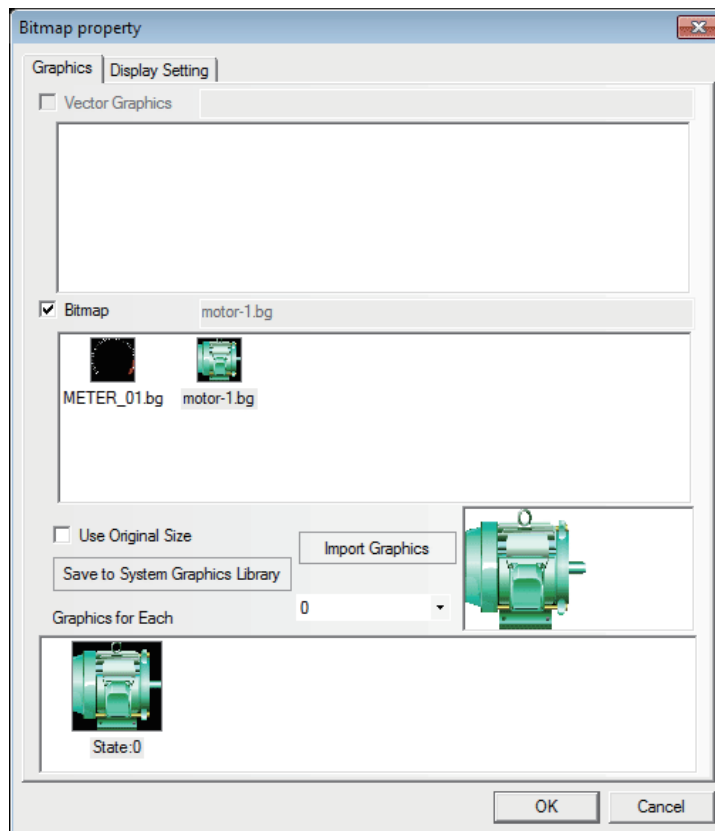 Bitmap property
Graphics
Display Setting
Vector Graphics
Bitmap
motor-1.bg
METER_01.bg
motor-1.bg
Use Original Size
Import Graphics
Save to System Graphics Library
0
Graphics for Each
State:0
OK
Cancel